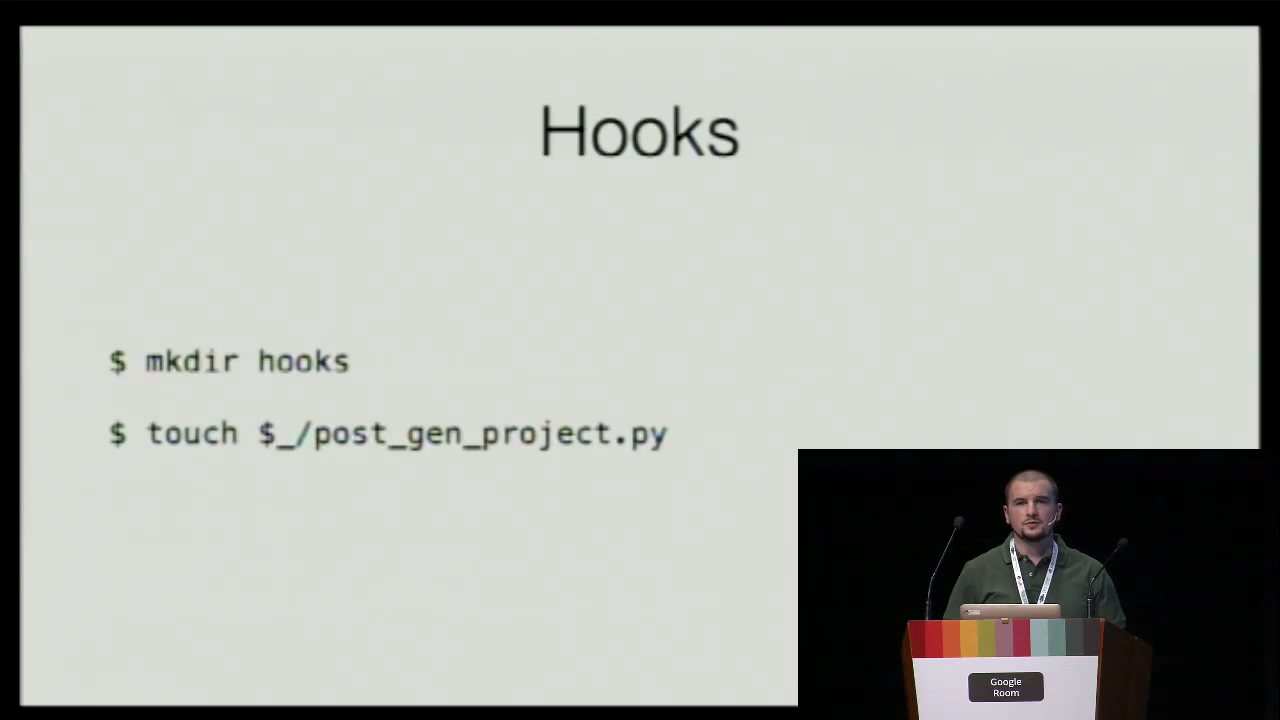 Hooks
$ mkdir hooks
$ touch $_/post_gen_project.py
Google
Room